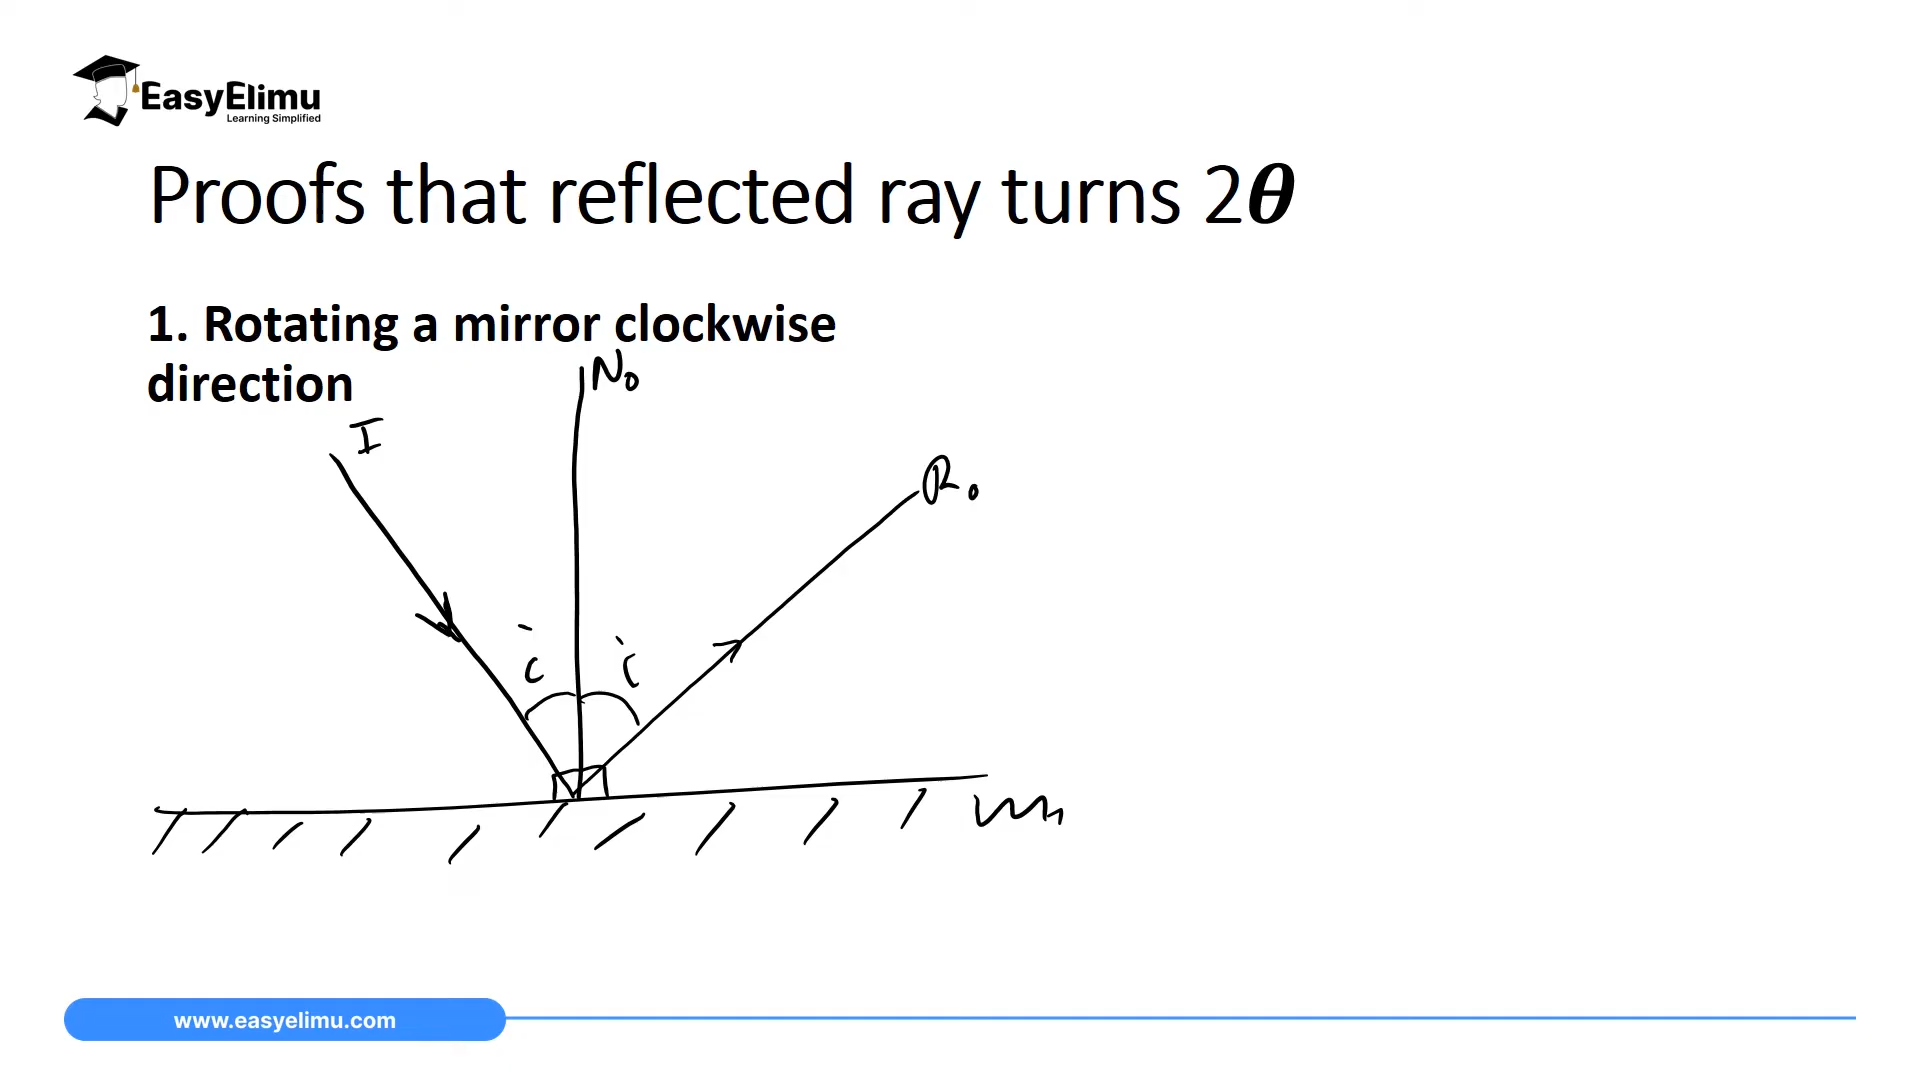 EasyElimu
Learning Simplified
Proofs that reflected ray turns 2θ
1. Rotating a mirror clockwise
direction
N₀
I
R₀
i
i
www.easyelimu.com